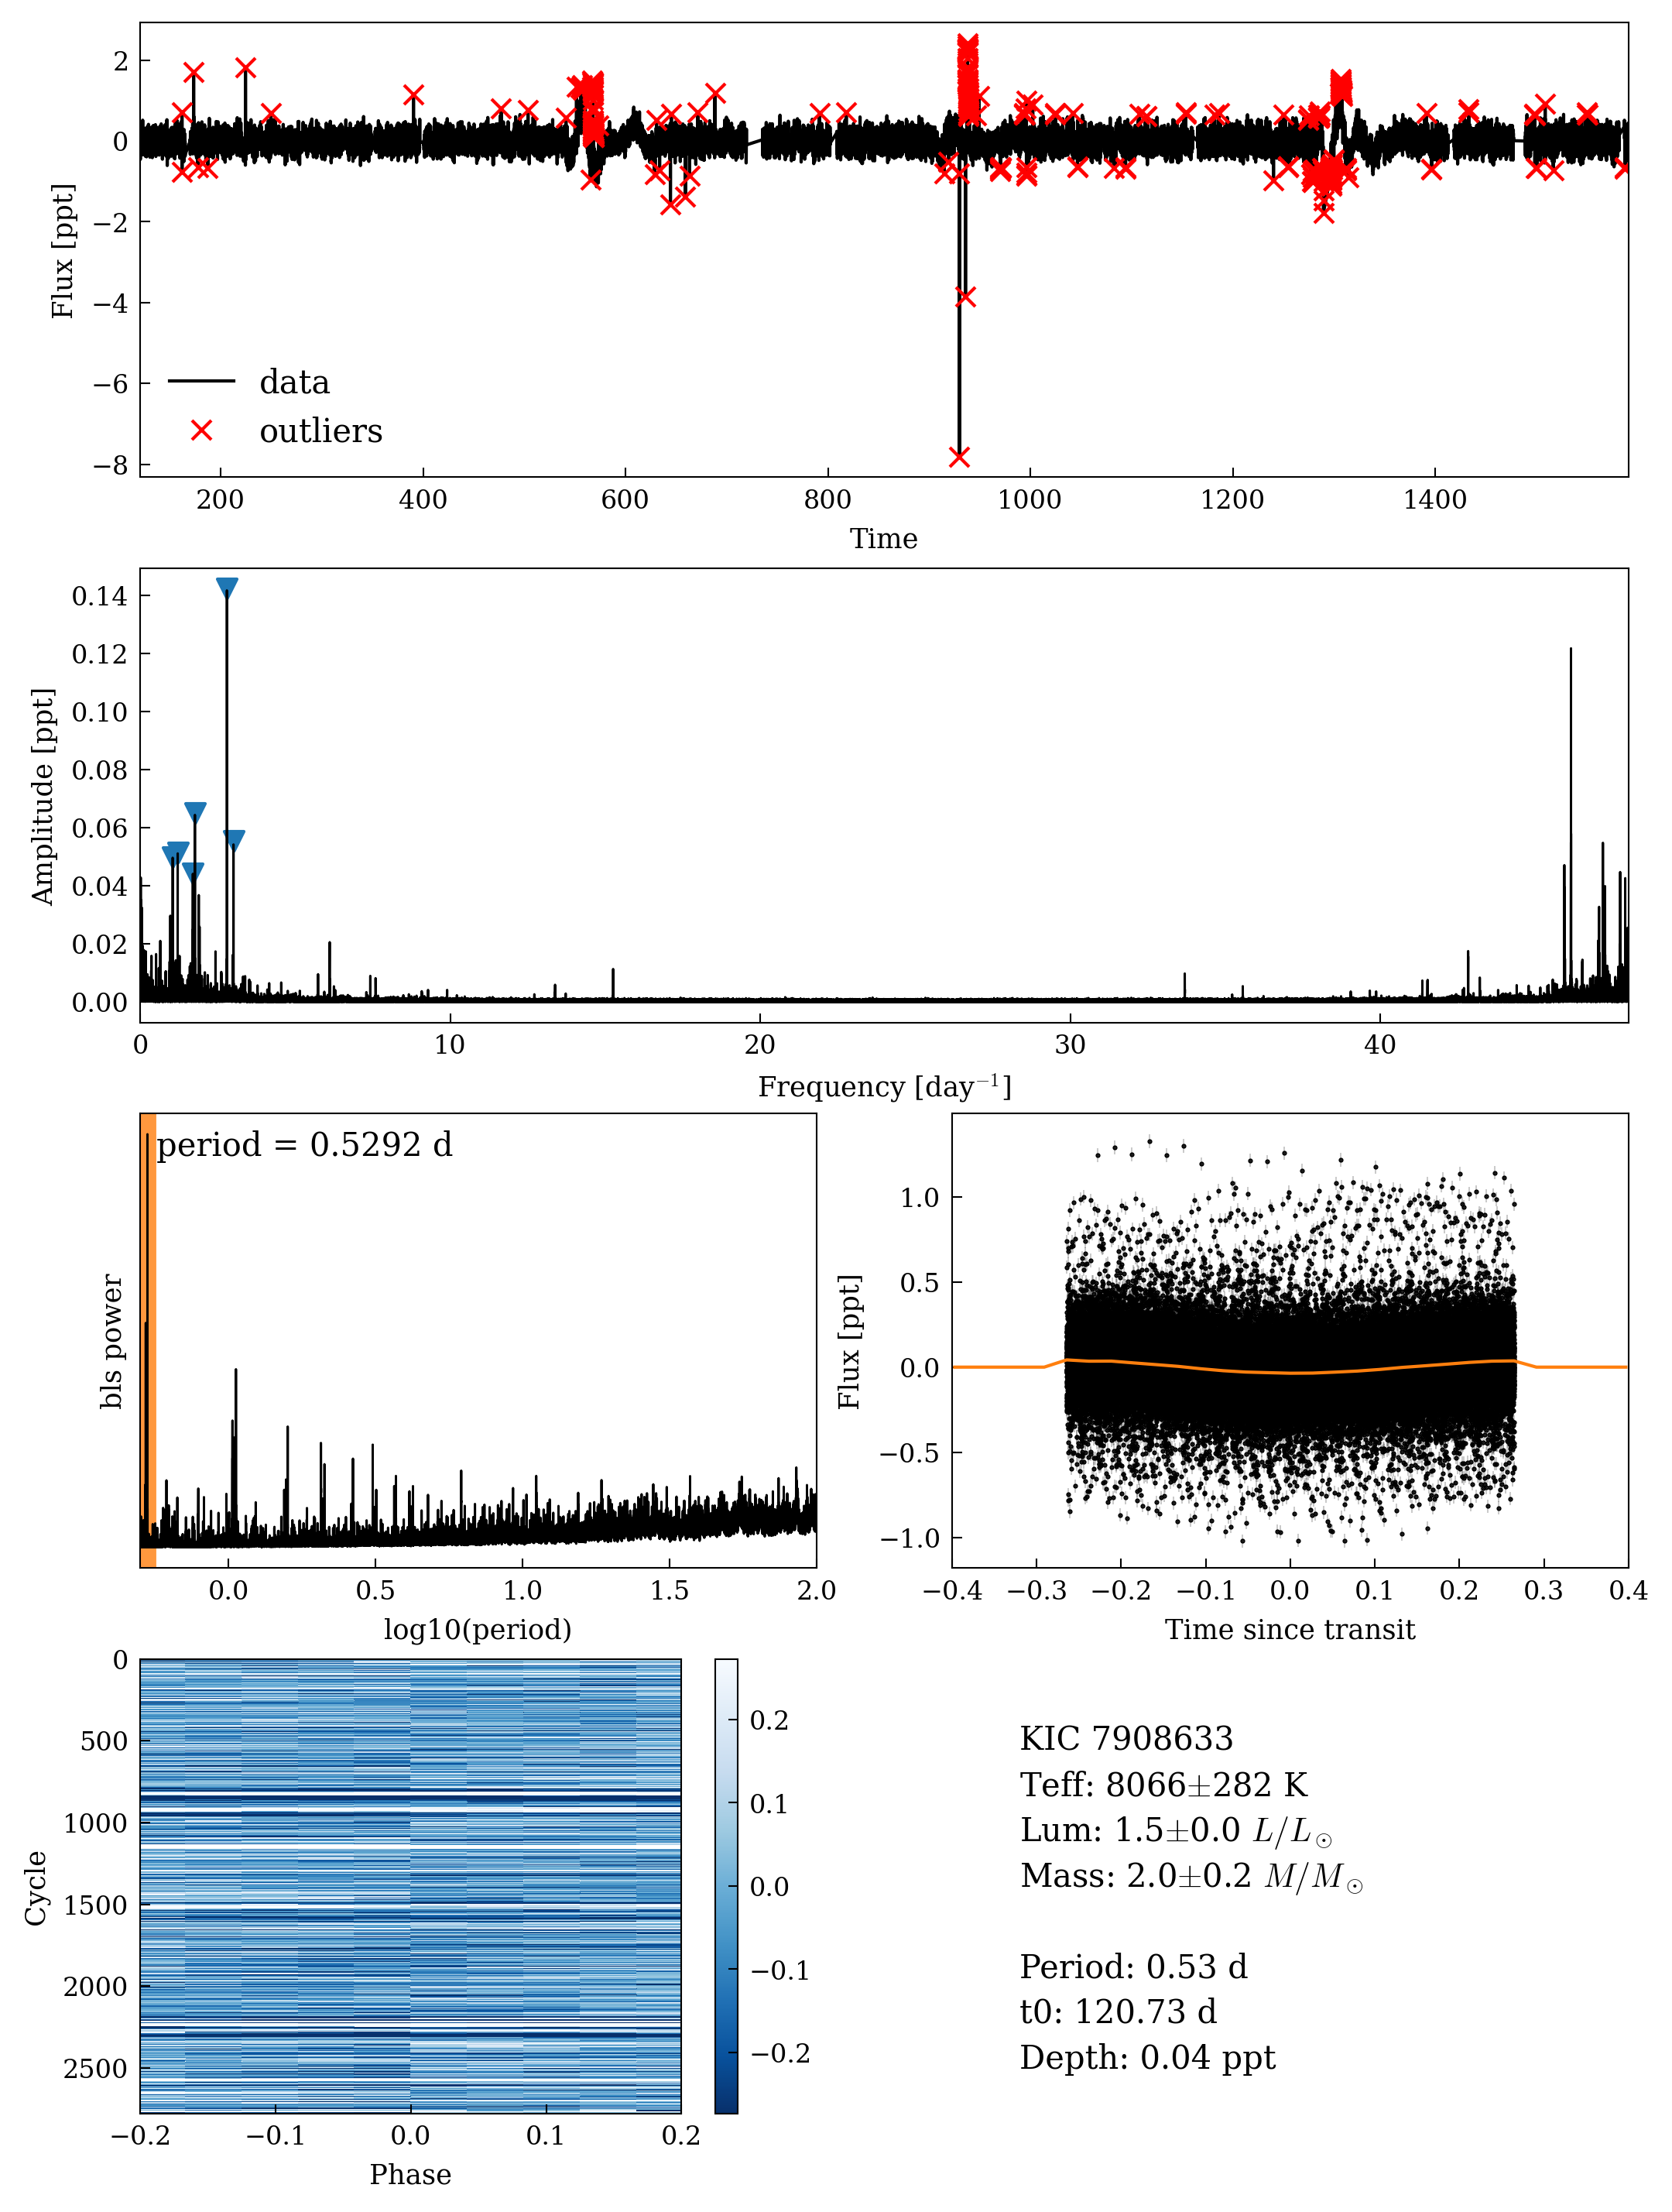 2
0
−2
−4
−6
−8
Flux [ppt]
data
outliers
200 400 600 800 1000 1200 1400
Time
0.14
0.12
0.10
0.08
0.06
0.04
0.02
0.00
Amplitude [ppt]
0 10 20 30 40
Frequency [day⁻¹]
period = 0.5292 d
bls power
0.0 0.5 1.0 1.5 2.0
log10(period)
1.0
0.5
0.0
−0.5
−1.0
Flux [ppt]
−0.4 −0.3 −0.2 −0.1 0.0 0.1 0.2 0.3 0.4
Time since transit
0
500
1000
1500
2000
2500
Cycle
−0.2 −0.1 0.0 0.1 0.2
Phase
0.2
0.1
0.0
−0.1
−0.2
KIC 7908633
Teff: 8066±282 K
Lum: 1.5±0.0 L/L☉
Mass: 2.0±0.2 M/M☉
Period: 0.53 d
t0: 120.73 d
Depth: 0.04 ppt